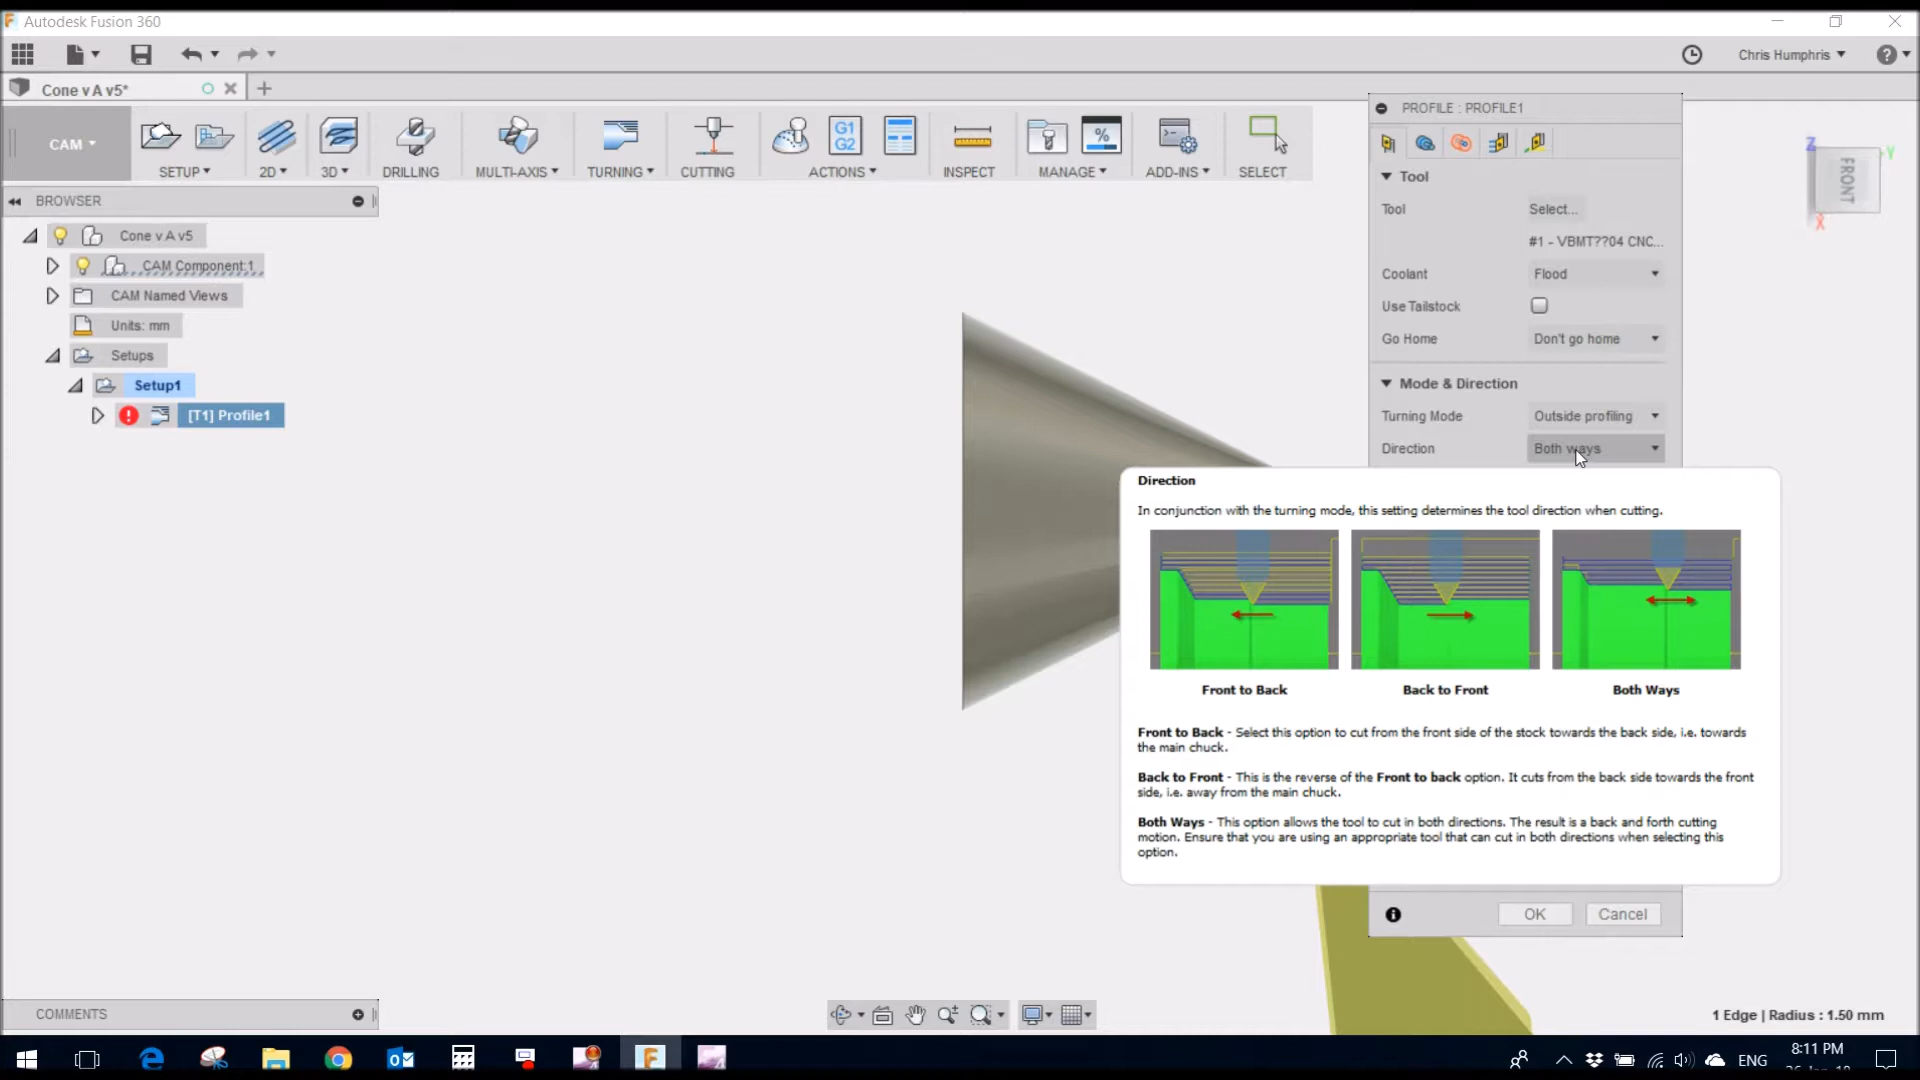 Autodesk Fusion 360
Chris Humphris
Cone v A v5*
CAM
SETUP
2D
3D
DRILLING
MULTI-AXIS
TURNING
CUTTING
G1
G2
ACTIONS
INSPECT
%
MANAGE
ADD-INS
SELECT
BROWSER
Cone v A v5
CAM Component:1
CAM Named Views
Units: mm
Setups
Setup1
[T1] Profile1
PROFILE : PROFILE1
Tool
Tool
Select...
#1 - VBMT??04 CNC...
Coolant
Flood
Use Tailstock
Go Home
Don't go home
Mode & Direction
Turning Mode
Outside profiling
Direction
Both ways
Z
Y
FRONT
X
Direction
In conjunction with the turning mode, this setting determines the tool direction when cutting.
Front to Back
Back to Front
Both Ways
Front to Back - Select this option to cut from the front side of the stock towards the back side, i.e. towards
the main chuck.
Back to Front - This is the reverse of the Front to back option. It cuts from the back side towards the front
side, i.e. away from the main chuck.
Both Ways - This option allows the tool to cut in both directions. The result is a back and forth cutting
motion. Ensure that you are using an appropriate tool that can cut in both directions when selecting this
option.
OK
Cancel
COMMENTS
1 Edge | Radius : 1.50 mm
ENG
8:11 PM